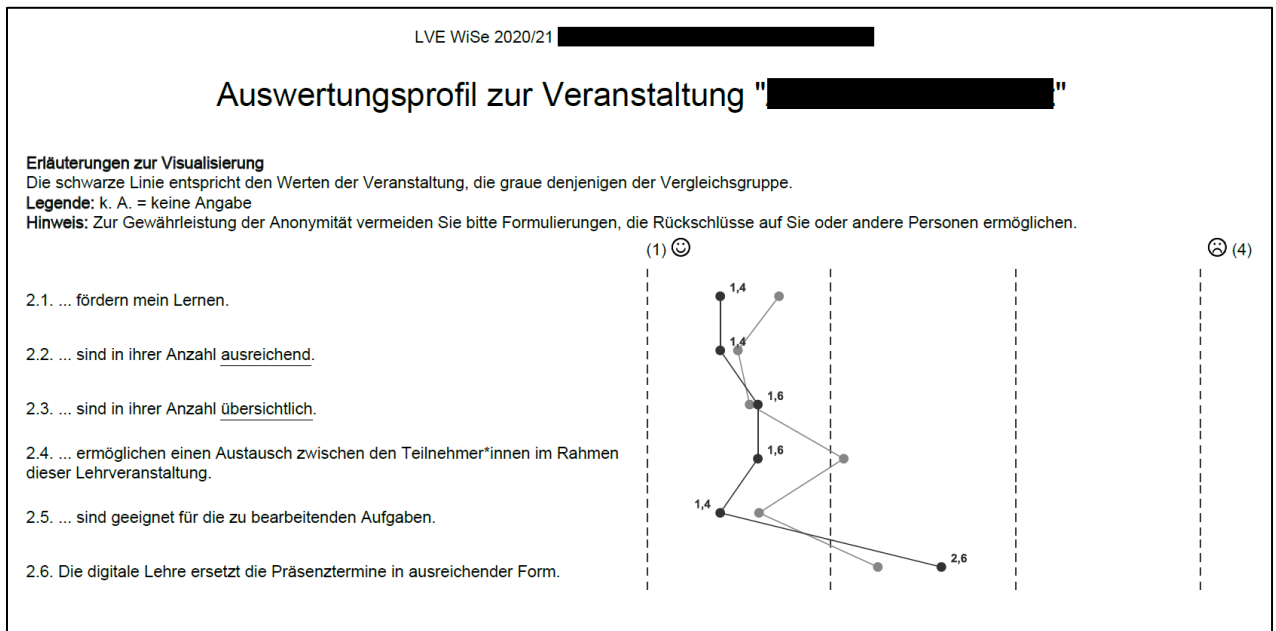 LVE WiSe 2020/21
Auswertungsprofil zur Veranstaltung " "
Erläuterungen zur Visualisierung
Die schwarze Linie entspricht den Werten der Veranstaltung, die graue denjenigen der Vergleichsgruppe.
Legende: k. A. = keine Angabe
Hinweis: Zur Gewährleistung der Anonymität vermeiden Sie bitte Formulierungen, die Rückschlüsse auf Sie oder andere Personen ermöglichen.
(1) ☺ ☹ (4)
2.1. ... fördern mein Lernen. 1,4
2.2. ... sind in ihrer Anzahl ausreichend. 1,4
2.3. ... sind in ihrer Anzahl übersichtlich. 1,6
2.4. ... ermöglichen einen Austausch zwischen den Teilnehmer*innen im Rahmen 1,6
dieser Lehrveranstaltung.
2.5. ... sind geeignet für die zu bearbeitenden Aufgaben. 1,4
2.6. Die digitale Lehre ersetzt die Präsenztermine in ausreichender Form. 2,6